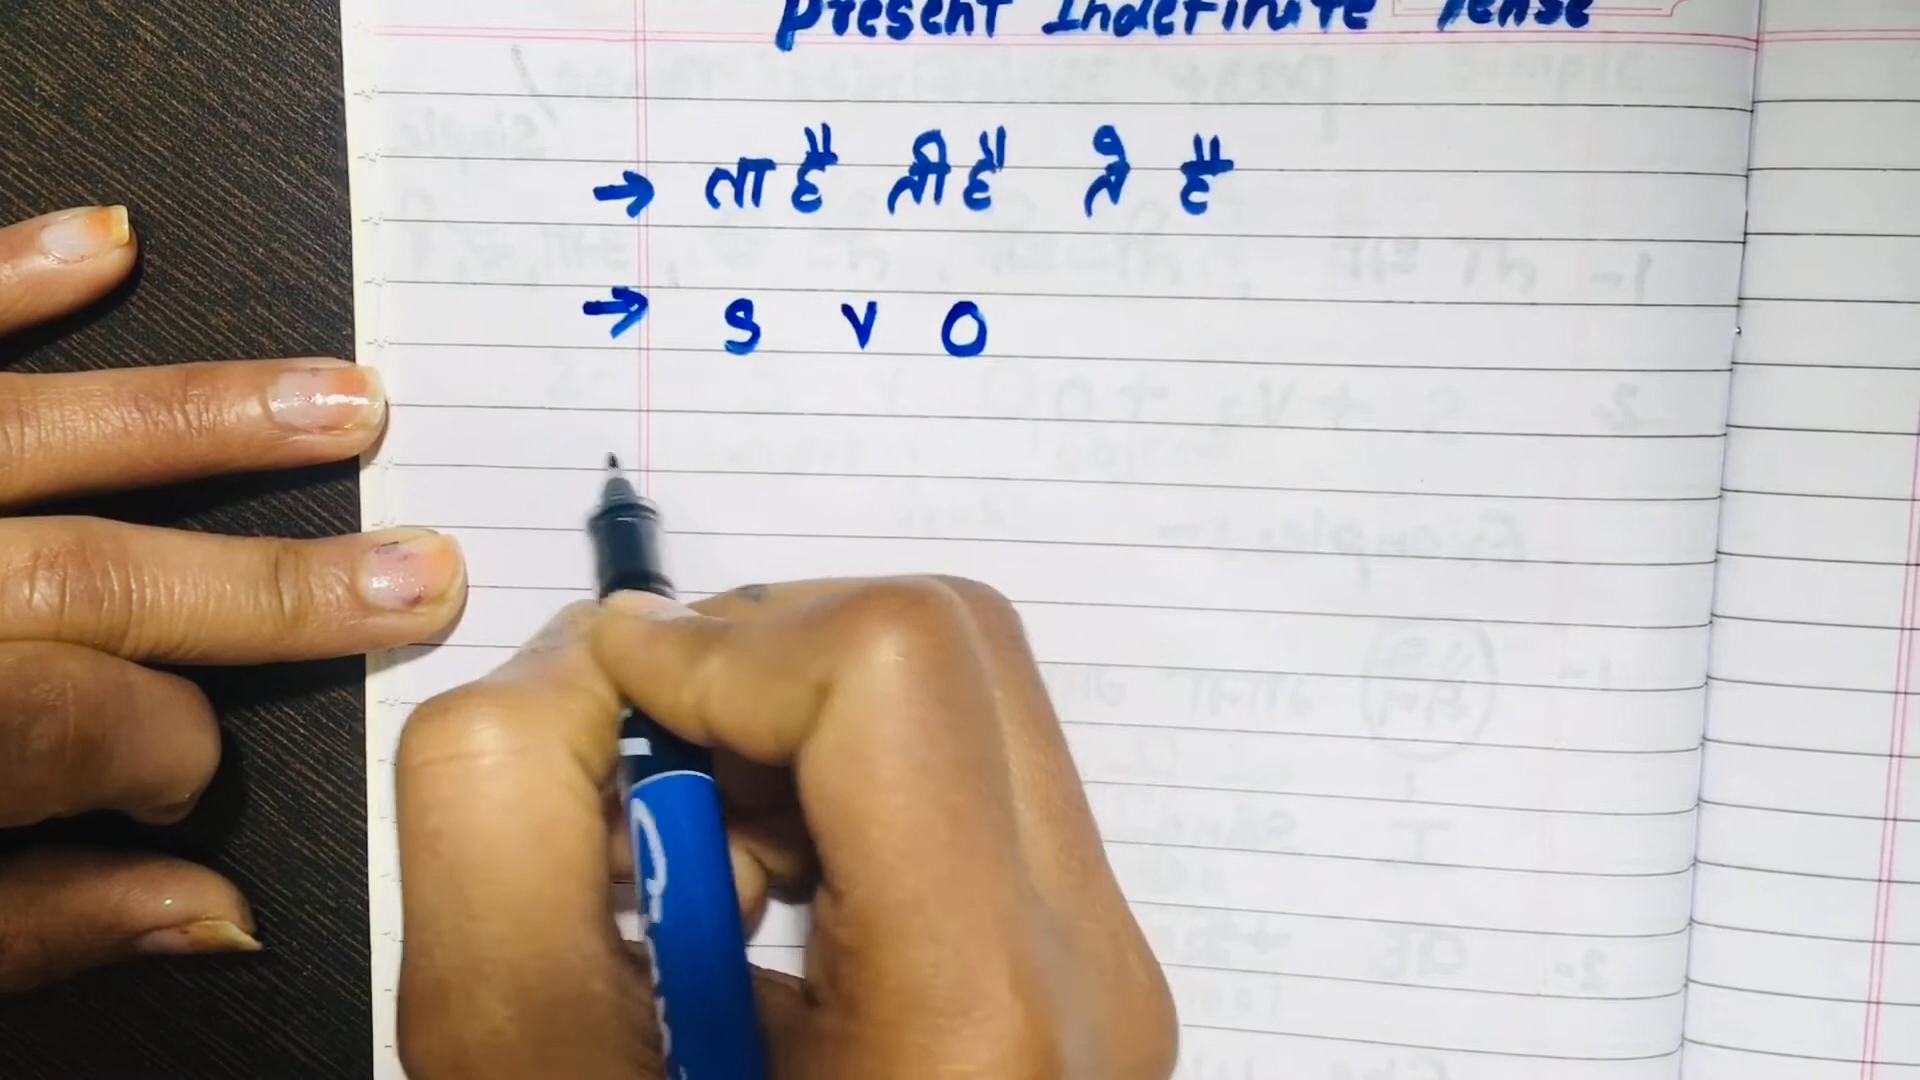 Present Indefinite Tense
→ ता हैं ती हैं ते हैं
→ S V O